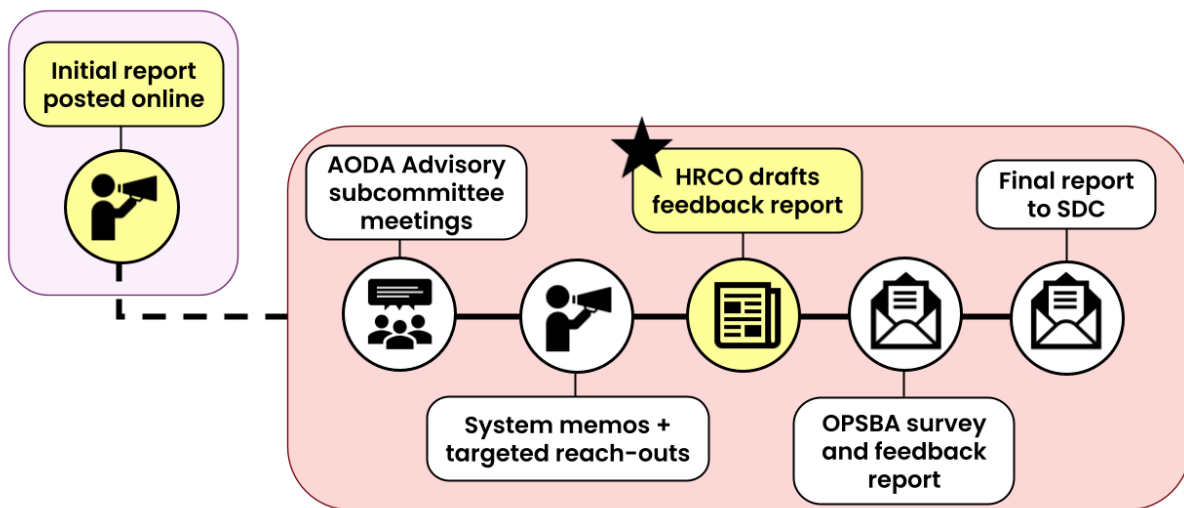 Initial report
posted online
AODA Advisory
subcommittee
meetings
System memos +
targeted reach-outs
HRCO drafts
feedback report
OPSBA survey
and feedback
report
Final report
to SDC